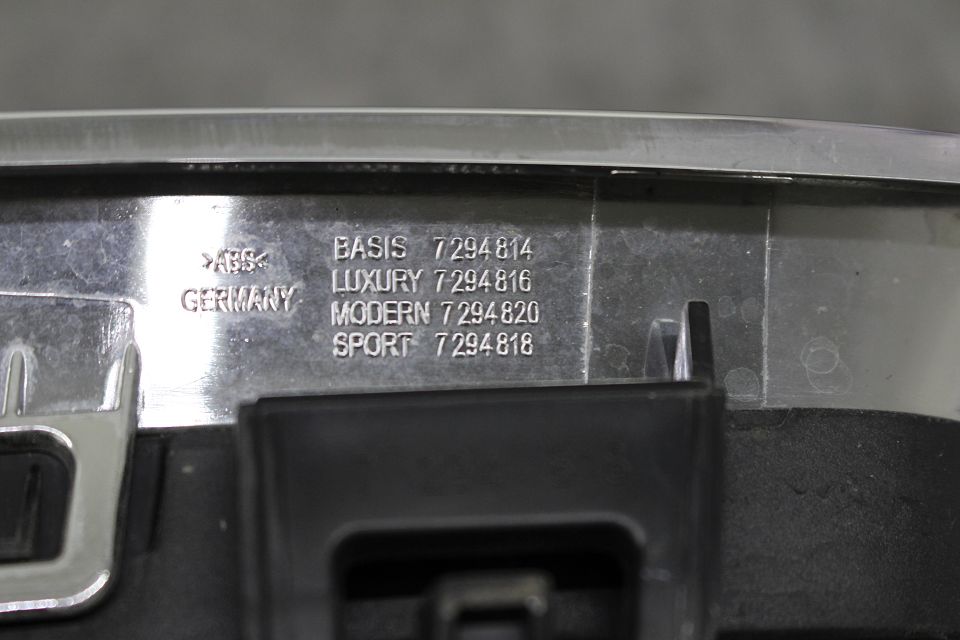 >ABS<
GERMANY
BASIS 7294814
LUXURY 7294816
MODERN 7294820
SPORT 7294818